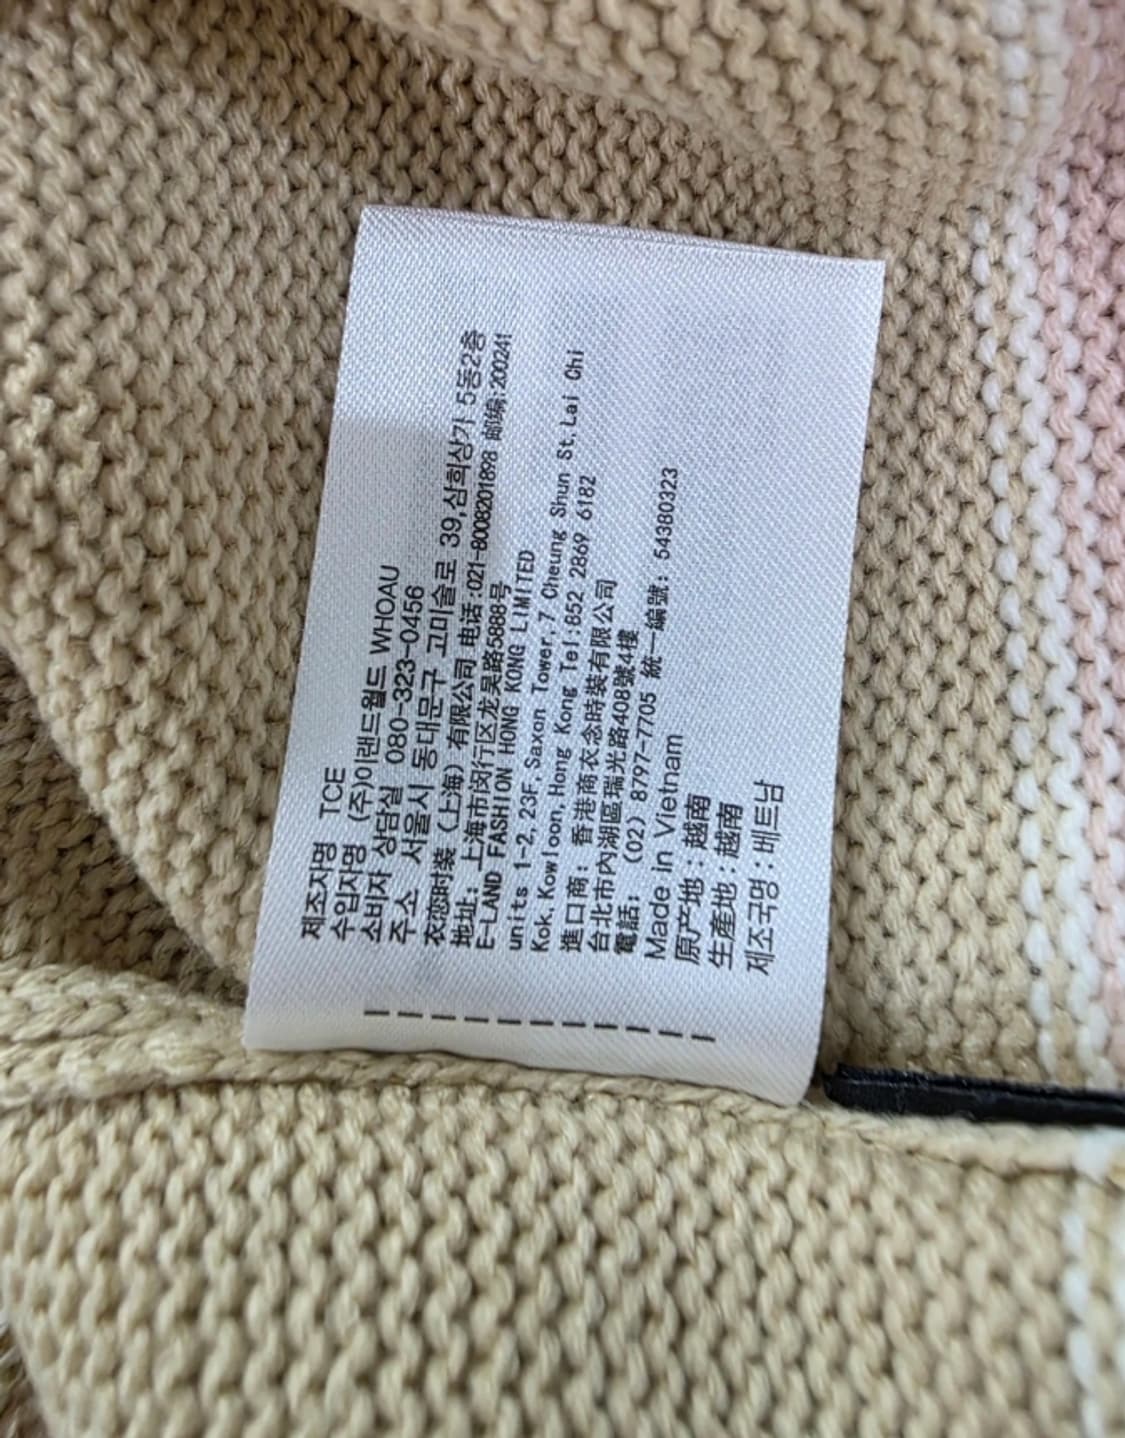 제조자명 TCE
수입자명 (주)이랜드월드 WHOAU
소비자 상담실 080-323-0456
주소 서울시 동대문구 고미술로 39,삼희상가 5동2층
衣恋时装 (上海) 有限公司 电话:021-8008201898 邮编:200241
地址: 上海市闵行区龙吴路5888号
E-LAND FASHION HONG KONG LIMITED
units 1-2, 23F, Saxon Tower, 7 Cheung Shun St. Lai Chi
Kok, Kowloon, Hong Kong Tel:852 2869 6182
進口商: 香港商衣念時裝有限公司
台北市內湖區瑞光路408號4樓
電話: (02) 8797-7705 統一編號: 54380323
Made in Vietnam
原产地:越南
生產地:越南
제조국명:베트남